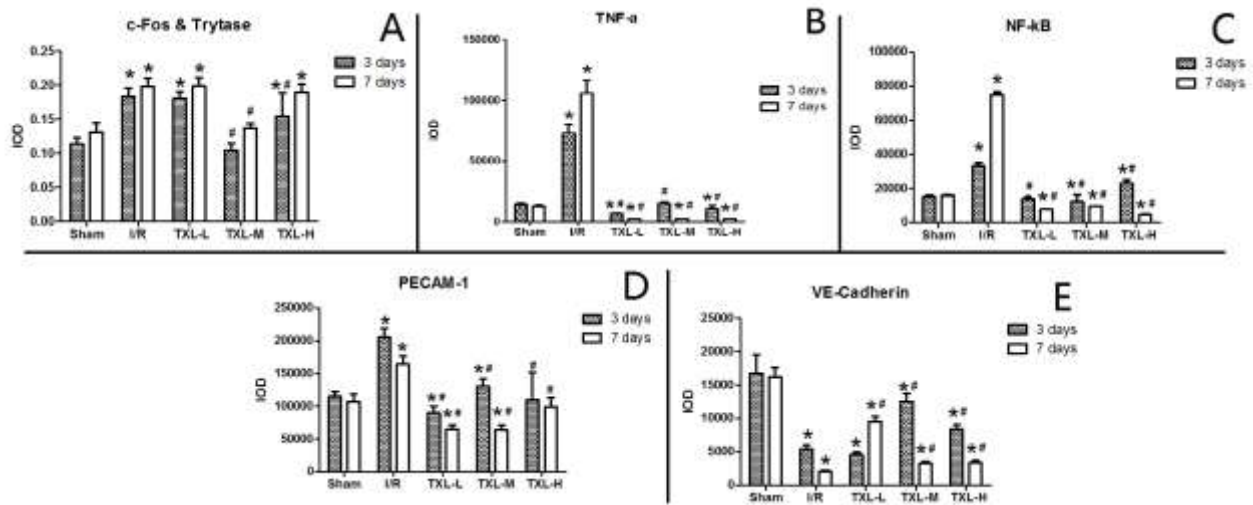 c-Fos & Trytase
A
IOD
0.25
0.20
0.15
0.10
0.05
0.00
* * * * # # *# *
3 days
7 days
Sham I/R TXL-L TXL-M TXL-H
TNF-a
B
IOD
150000
100000
50000
0
* * *# *# # *# *# *#
3 days
7 days
Sham I/R TXL-L TXL-M TXL-H
NF-kB
C
IOD
100000
80000
60000
40000
20000
0
* * # *# *# *# *# *#
3 days
7 days
Sham I/R TXL-L TXL-M TXL-H
PECAM-1
D
IOD
250000
200000
150000
100000
50000
0
* * *# *# *# *# # #
3 days
7 days
Sham I/R TXL-L TXL-M TXL-H
VE-Cadherin
E
IOD
25000
20000
15000
10000
5000
0
* * * *# *# *# *# *#
3 days
7 days
Sham I/R TXL-L TXL-M TXL-H